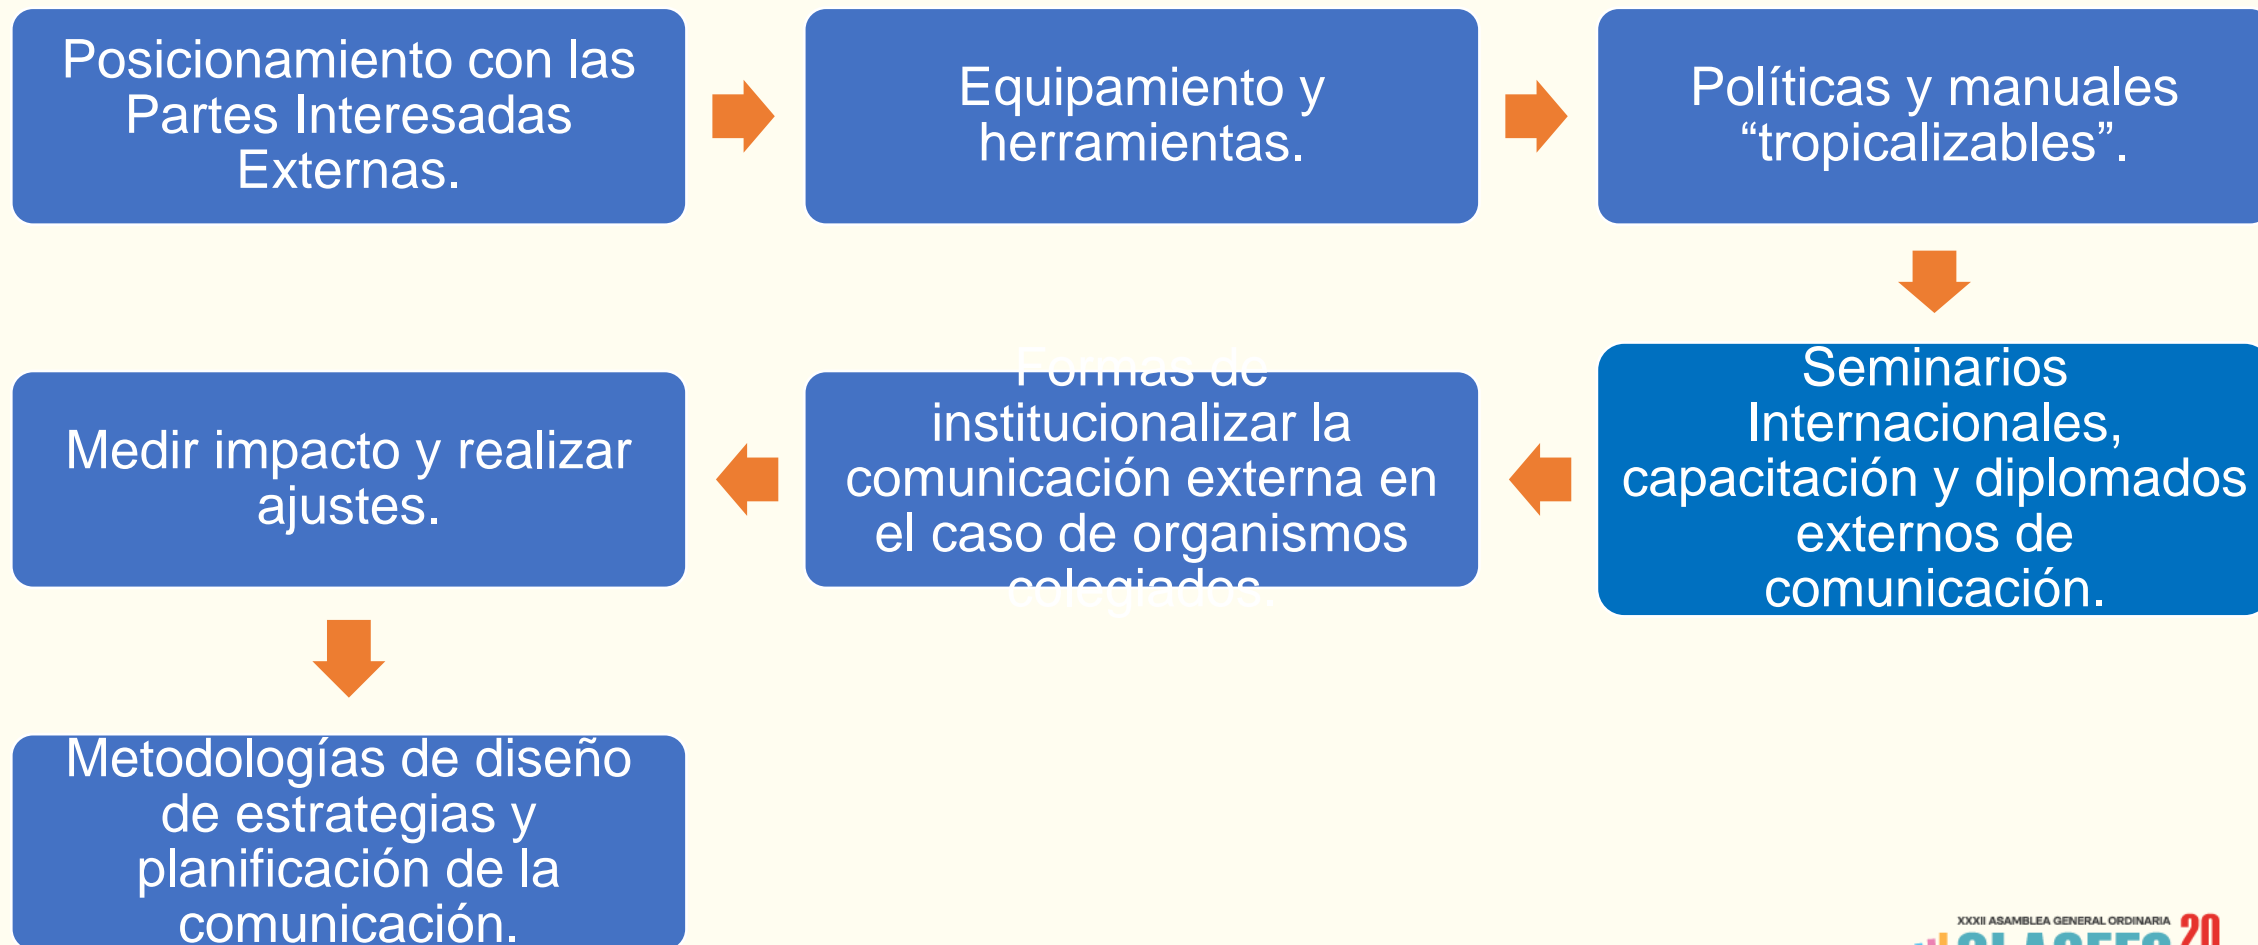 Posicionamiento con las
Partes Interesadas
Externas.
Equipamiento y
herramientas.
Políticas y manuales
“tropicalizables”.
Seminarios
Internacionales,
capacitación y diplomados
externos de
comunicación.
Formas de
institucionalizar la
comunicación externa en
el caso de organismos
colegiados.
Medir impacto y realizar
ajustes.
Metodologías de diseño
de estrategias y
planificación de la
comunicación.
XXXII ASAMBLEA GENERAL ORDINARIA
OLACEFS 20